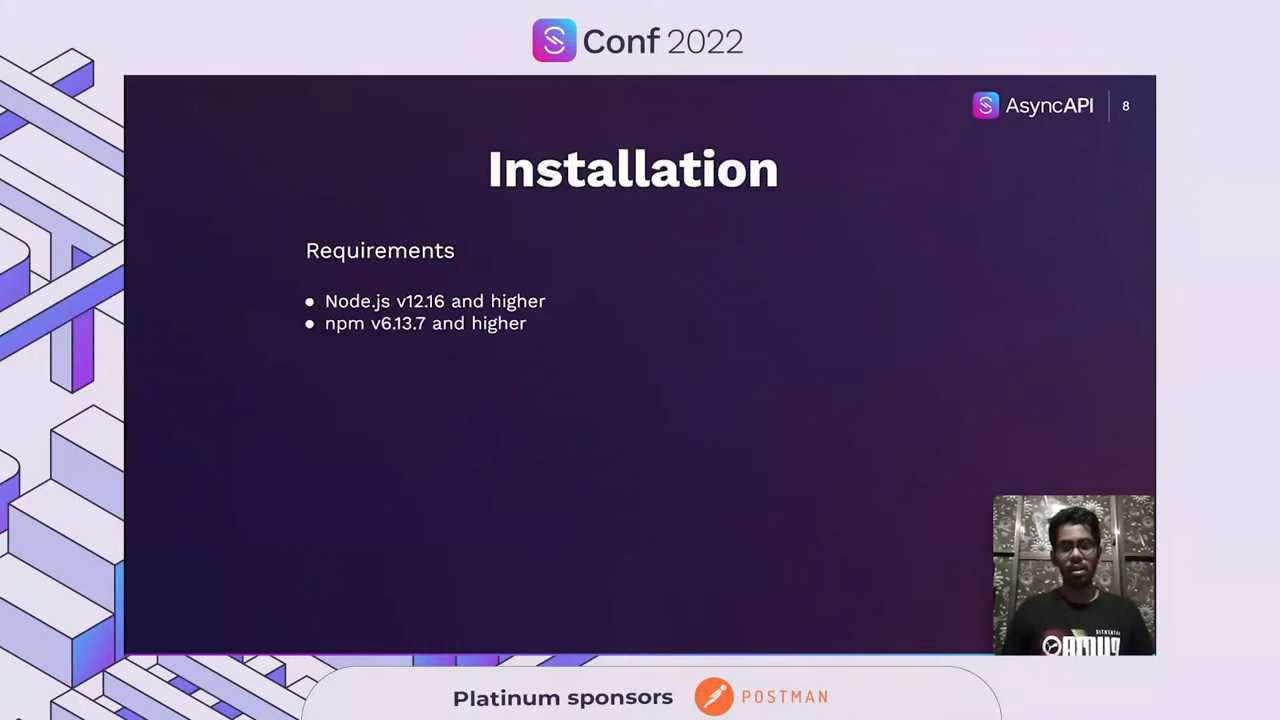 Conf 2022
AsyncAPI
8
Installation
Requirements
Node.js v12.16 and higher
npm v6.13.7 and higher
Platinum sponsors
POSTMAN